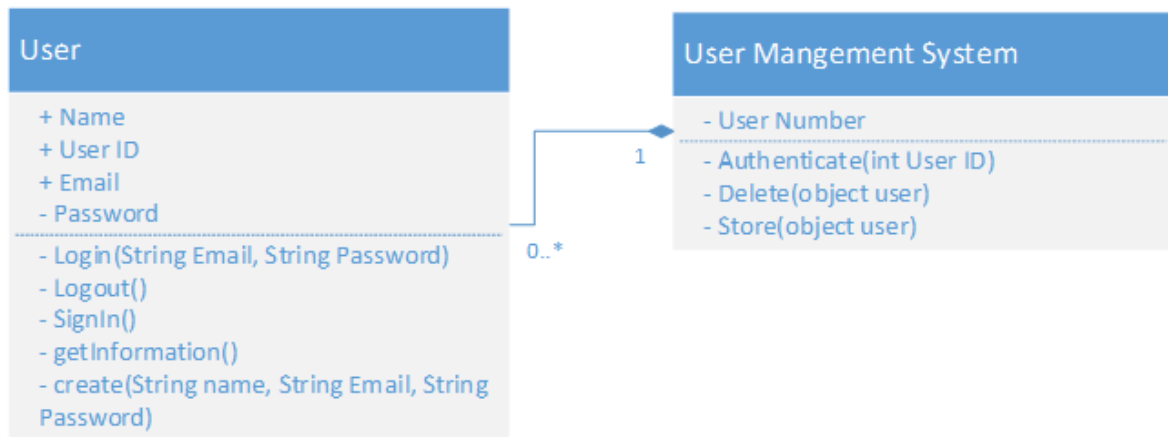 User
+ Name
+ User ID
+ Email
- Password
- Login(String Email, String Password)
- Logout()
- SignIn()
- getInformation()
- create(String name, String Email, String
Password)
1
0..*
User Mangement System
- User Number
- Authenticate(int User ID)
- Delete(object user)
- Store(object user)